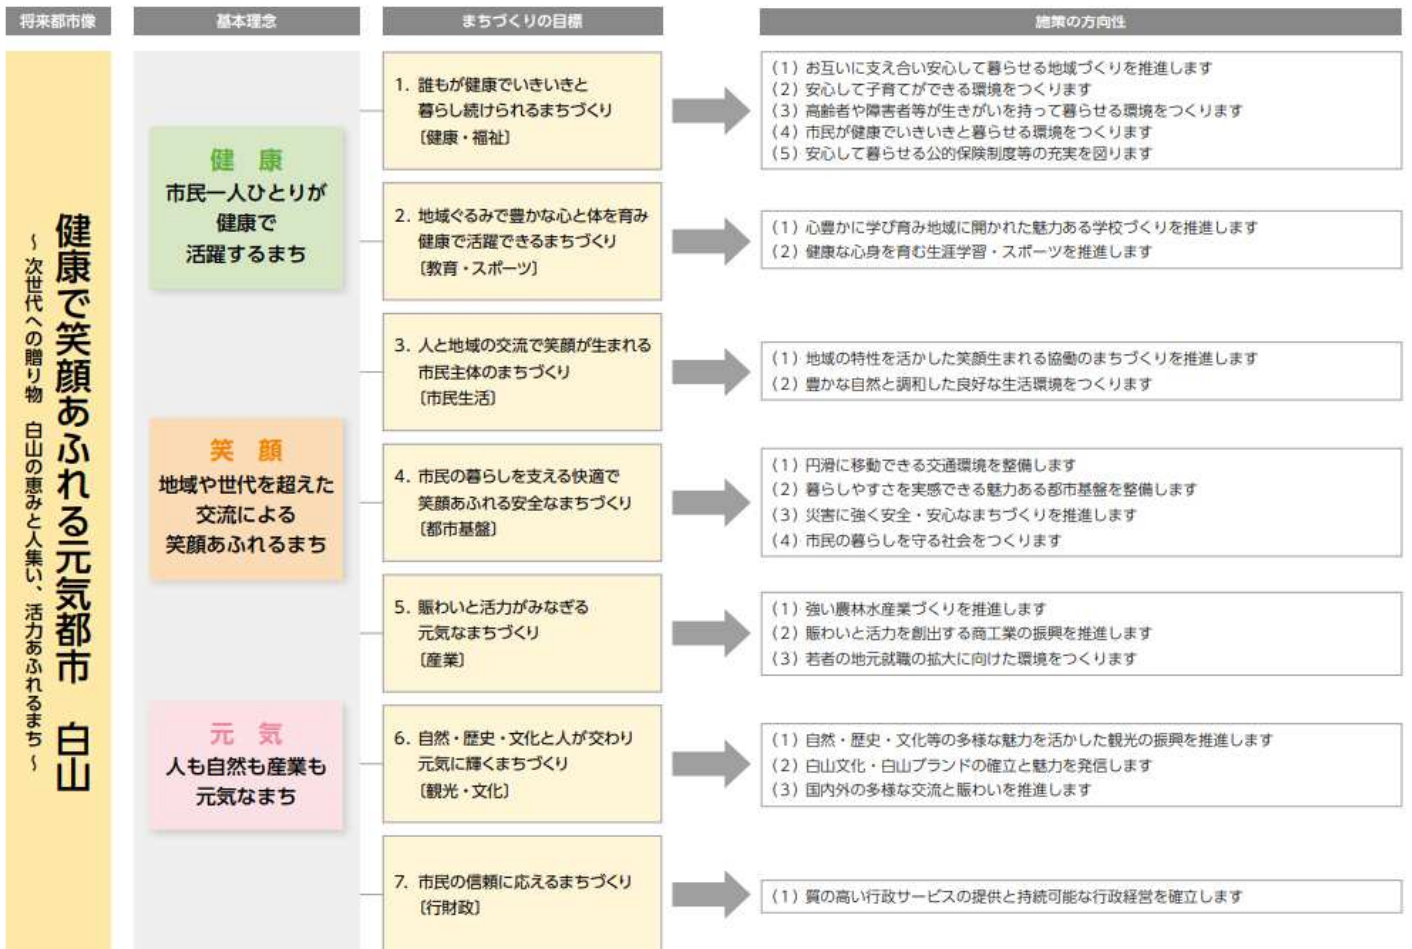 将来都市像
基本理念
まちづくりの目標
施策の方向性
健康で笑顔あふれる元気都市 白山
~ 次世代への贈り物 白山の恵みと人集い、活力あふれるまち ~
健 康
市民一人ひとりが
健康で
活躍するまち
笑 顔
地域や世代を超えた
交流による
笑顔あふれるまち
元 気
人も自然も産業も
元気なまち
1. 誰もが健康でいきいきと
暮らし続けられるまちづくり
〔健康・福祉〕
(1)お互いに支え合い安心して暮らせる地域づくりを推進します
(2)安心して子育てができる環境をつくります
(3)高齢者や障害者等が生きがいを持って暮らせる環境をつくります
(4)市民が健康でいきいきと暮らせる環境をつくります
(5)安心して暮らせる公的保険制度等の充実を図ります
2. 地域ぐるみで豊かな心と体を育み
健康で活躍できるまちづくり
〔教育・スポーツ〕
(1)心豊かに学び育み地域に開かれた魅力ある学校づくりを推進します
(2)健康な心身を育む生涯学習・スポーツを推進します
3. 人と地域の交流で笑顔が生まれる
市民主体のまちづくり
〔市民生活〕
(1)地域の特性を活かした笑顔生まれる協働のまちづくりを推進します
(2)豊かな自然と調和した良好な生活環境をつくります
4. 市民の暮らしを支える快適で
笑顔あふれる安全なまちづくり
〔都市基盤〕
(1)円滑に移動できる交通環境を整備します
(2)暮らしやすさを実感できる魅力ある都市基盤を整備します
(3)災害に強く安全・安心なまちづくりを推進します
(4)市民の暮らしを守る社会をつくります
5. 賑わいと活力がみなぎる
元気なまちづくり
〔産業〕
(1)強い農林水産業づくりを推進します
(2)賑わいと活力を創出する商工業の振興を推進します
(3)若者の地元就職の拡大に向けた環境をつくります
6. 自然・歴史・文化と人が交わり
元気に輝くまちづくり
〔観光・文化〕
(1)自然・歴史・文化等の多様な魅力を活かした観光の振興を推進します
(2)白山文化・白山ブランドの確立と魅力を発信します
(3)国内外の多様な交流と賑わいを推進します
7. 市民の信頼に応えるまちづくり
〔行財政〕
(1)質の高い行政サービスの提供と持続可能な行政経営を確立します